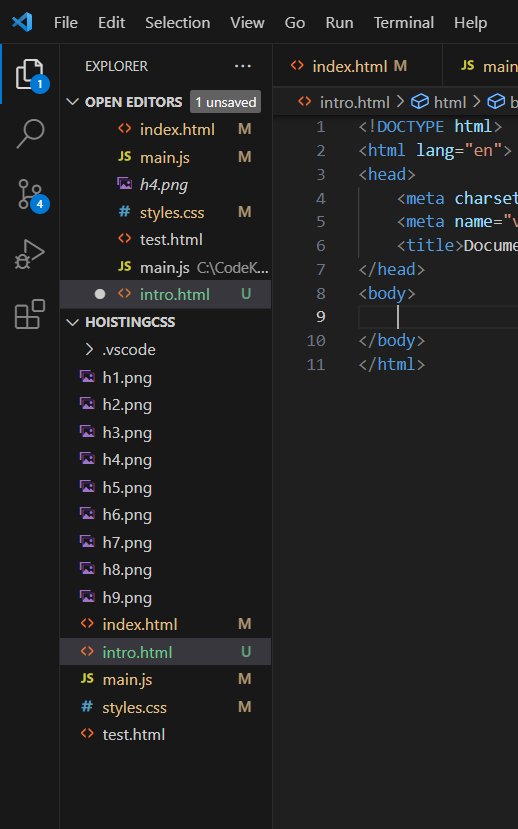 File Edit Selection View Go Run Terminal Help
EXPLORER ...
1
4
OPEN EDITORS 1 unsaved
index.html M
JS main.js M
h4.png
# styles.css M
test.html
JS main.js C:\CodeK...
intro.html U
HOISTINGCSS
.vscode
h1.png
h2.png
h3.png
h4.png
h5.png
h6.png
h7.png
h8.png
h9.png
index.html M
intro.html U
JS main.js M
# styles.css M
test.html
index.html M JS main
intro.html > html > b
1 <!DOCTYPE html>
2 <html lang="en">
3 <head>
4 <meta charset
5 <meta name="v
6 <title>Docume
7 </head>
8 <body>
9
10 </body>
11 </html>